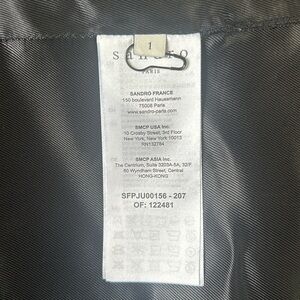 1
sandro
PARIS
SANDRO FRANCE
150 boulevard Haussmann
75008 Paris
www.sandro-paris.com
SMCP USA Inc.
10 Crosby Street, 3rd Floor
New York, New York 10013
RN132784
SMCP ASIA Inc.
The Centrium, Suite 3203A-5A, 32/F
60 Wyndham Street, Central
HONG-KONG
SFPJU00156 - 207
OF: 122481